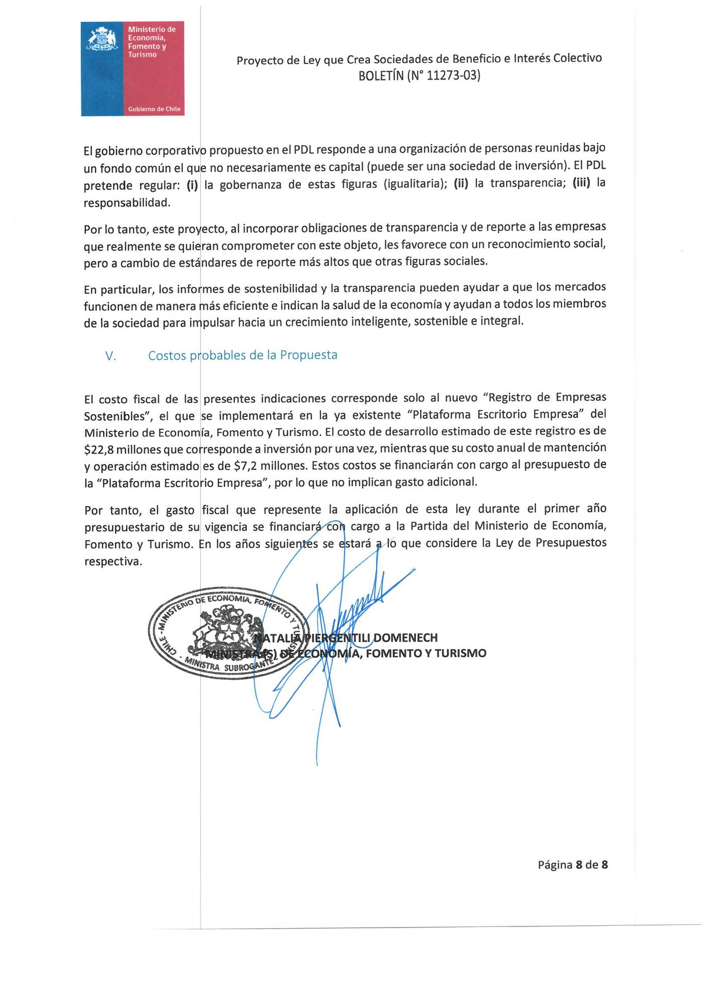 Ministerio de
Economía,
Fomento y
Turismo
Gobierno de Chile
Proyecto de Ley que Crea Sociedades de Beneficio e Interés Colectivo
BOLETÍN (N° 11273-03)
El gobierno corporativo propuesto en el PDL responde a una organización de personas reunidas bajo
un fondo común el que no necesariamente es capital (puede ser una sociedad de inversión). El PDL
pretende regular: (i) la gobernanza de estas figuras (igualitaria); (ii) la transparencia; (iii) la
responsabilidad.
Por lo tanto, este proyecto, al incorporar obligaciones de transparencia y de reporte a las empresas
que realmente se quieran comprometer con este objeto, les favorece con un reconocimiento social,
pero a cambio de estándares de reporte más altos que otras figuras sociales.
En particular, los informes de sostenibilidad y la transparencia pueden ayudar a que los mercados
funcionen de manera más eficiente e indican la salud de la economía y ayudan a todos los miembros
de la sociedad para impulsar hacia un crecimiento inteligente, sostenible e integral.
V. Costos probables de la Propuesta
El costo fiscal de las presentes indicaciones corresponde solo al nuevo “Registro de Empresas
Sostenibles”, el que se implementará en la ya existente “Plataforma Escritorio Empresa” del
Ministerio de Economía, Fomento y Turismo. El costo de desarrollo estimado de este registro es de
$22,8 millones que corresponde a inversión por una vez, mientras que su costo anual de mantención
y operación estimado es de $7,2 millones. Estos costos se financiarán con cargo al presupuesto de
la “Plataforma Escritorio Empresa”, por lo que no implican gasto adicional.
Por tanto, el gasto fiscal que represente la aplicación de esta ley durante el primer año
presupuestario de su vigencia se financiará con cargo a la Partida del Ministerio de Economía,
Fomento y Turismo. En los años siguientes se estará a lo que considere la Ley de Presupuestos
respectiva.
CHILE - MINISTERIO DE ECONOMIA, FOMENTO Y TURISMO
MINISTRA SUBROGANTE
NATALIA PIERGENTILI DOMENECH
MINISTRA (S) DE ECONOMÍA, FOMENTO Y TURISMO
Página 8 de 8